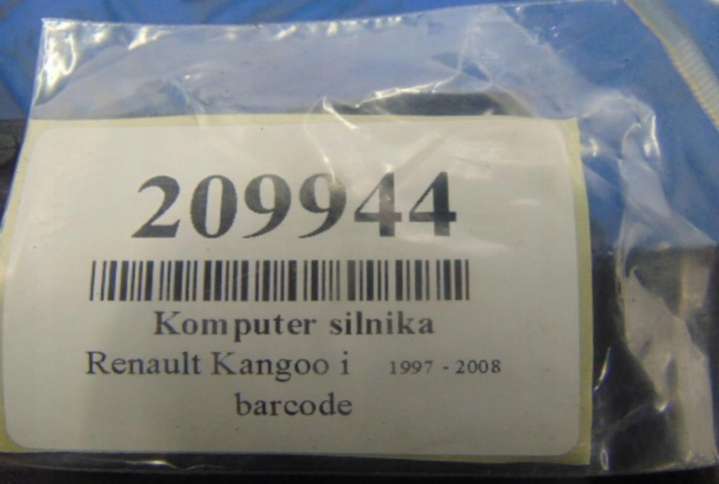 209944
Komputer silnika
Renault Kangoo i 1997 - 2008
barcode